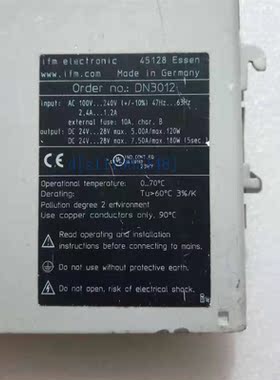 ifm electronic 45128 Essen
www.ifm.com Made in Germany
Order no.: DN3012
input: AC 100V...240V (+/-10%) 47Hz...63Hz
2.4A...1.2A
external fuse: 10A, char. B
output: DC 24V...28V max. 5.00A/max.120W
DC 24V...28V max. 7.50A/max.180W (5sec.)
CE
IND.CONT.EQ
Operational temperature: 0...70°C
Derating: Tu>60°C 3%/K
Pollution degree 2 environment
Use copper conductors only, 90°C
Read operating and installation
instructions before connecting to mains.
Do not use without protective earth.
Do not open, risk of electrical shock.